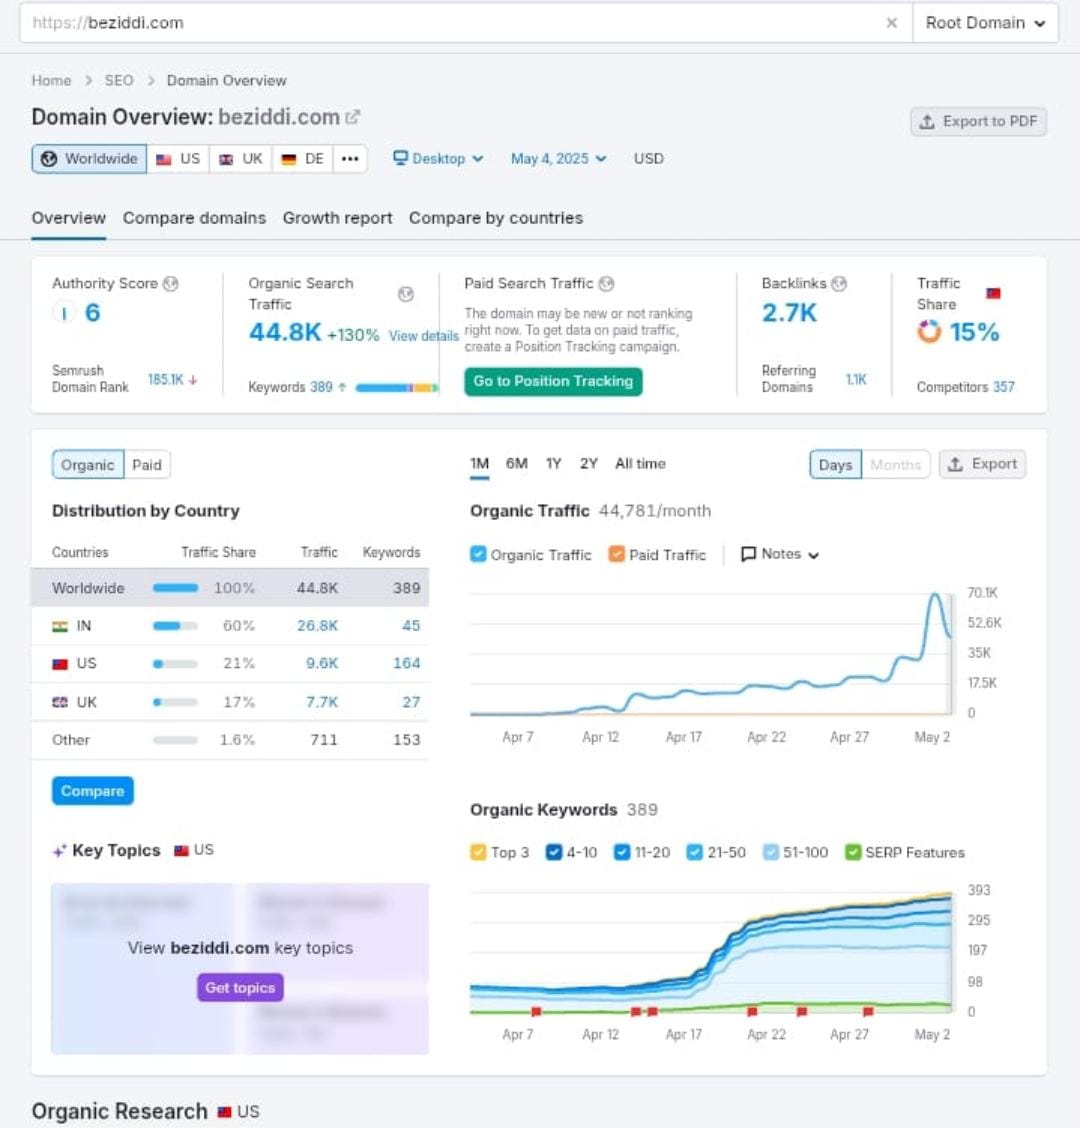 https://beziddi.com
Root Domain
Home > SEO > Domain Overview
Domain Overview: beziddi.com
Export to PDF
Worldwide US UK DE ••• Desktop May 4, 2025 USD
Overview Compare domains Growth report Compare by countries
Authority Score
6
Semrush
Domain Rank
185.1K ↓
Organic Search
Traffic
44.8K +130% View details
Keywords 389 ↑
Paid Search Traffic
The domain may be new or not ranking
right now. To get data on paid traffic,
create a Position Tracking campaign.
Go to Position Tracking
Backlinks
2.7K
Referring
Domains
1.1K
Traffic
Share
15%
Competitors 357
Organic Paid
Distribution by Country
Countries Traffic Share Traffic Keywords
Worldwide 100% 44.8K 389
IN 60% 26.8K 45
US 21% 9.6K 164
UK 17% 7.7K 27
Other 1.6% 711 153
Compare
Key Topics US
View beziddi.com key topics
Get topics
1M 6M 1Y 2Y All time
Days Months Export
Organic Traffic 44,781/month
Organic Traffic Paid Traffic Notes
70.1K
52.6K
35K
17.5K
0
Apr 7 Apr 12 Apr 17 Apr 22 Apr 27 May 2
Organic Keywords 389
Top 3 4-10 11-20 21-50 51-100 SERP Features
393
295
197
98
0
Apr 7 Apr 12 Apr 17 Apr 22 Apr 27 May 2
Organic Research US